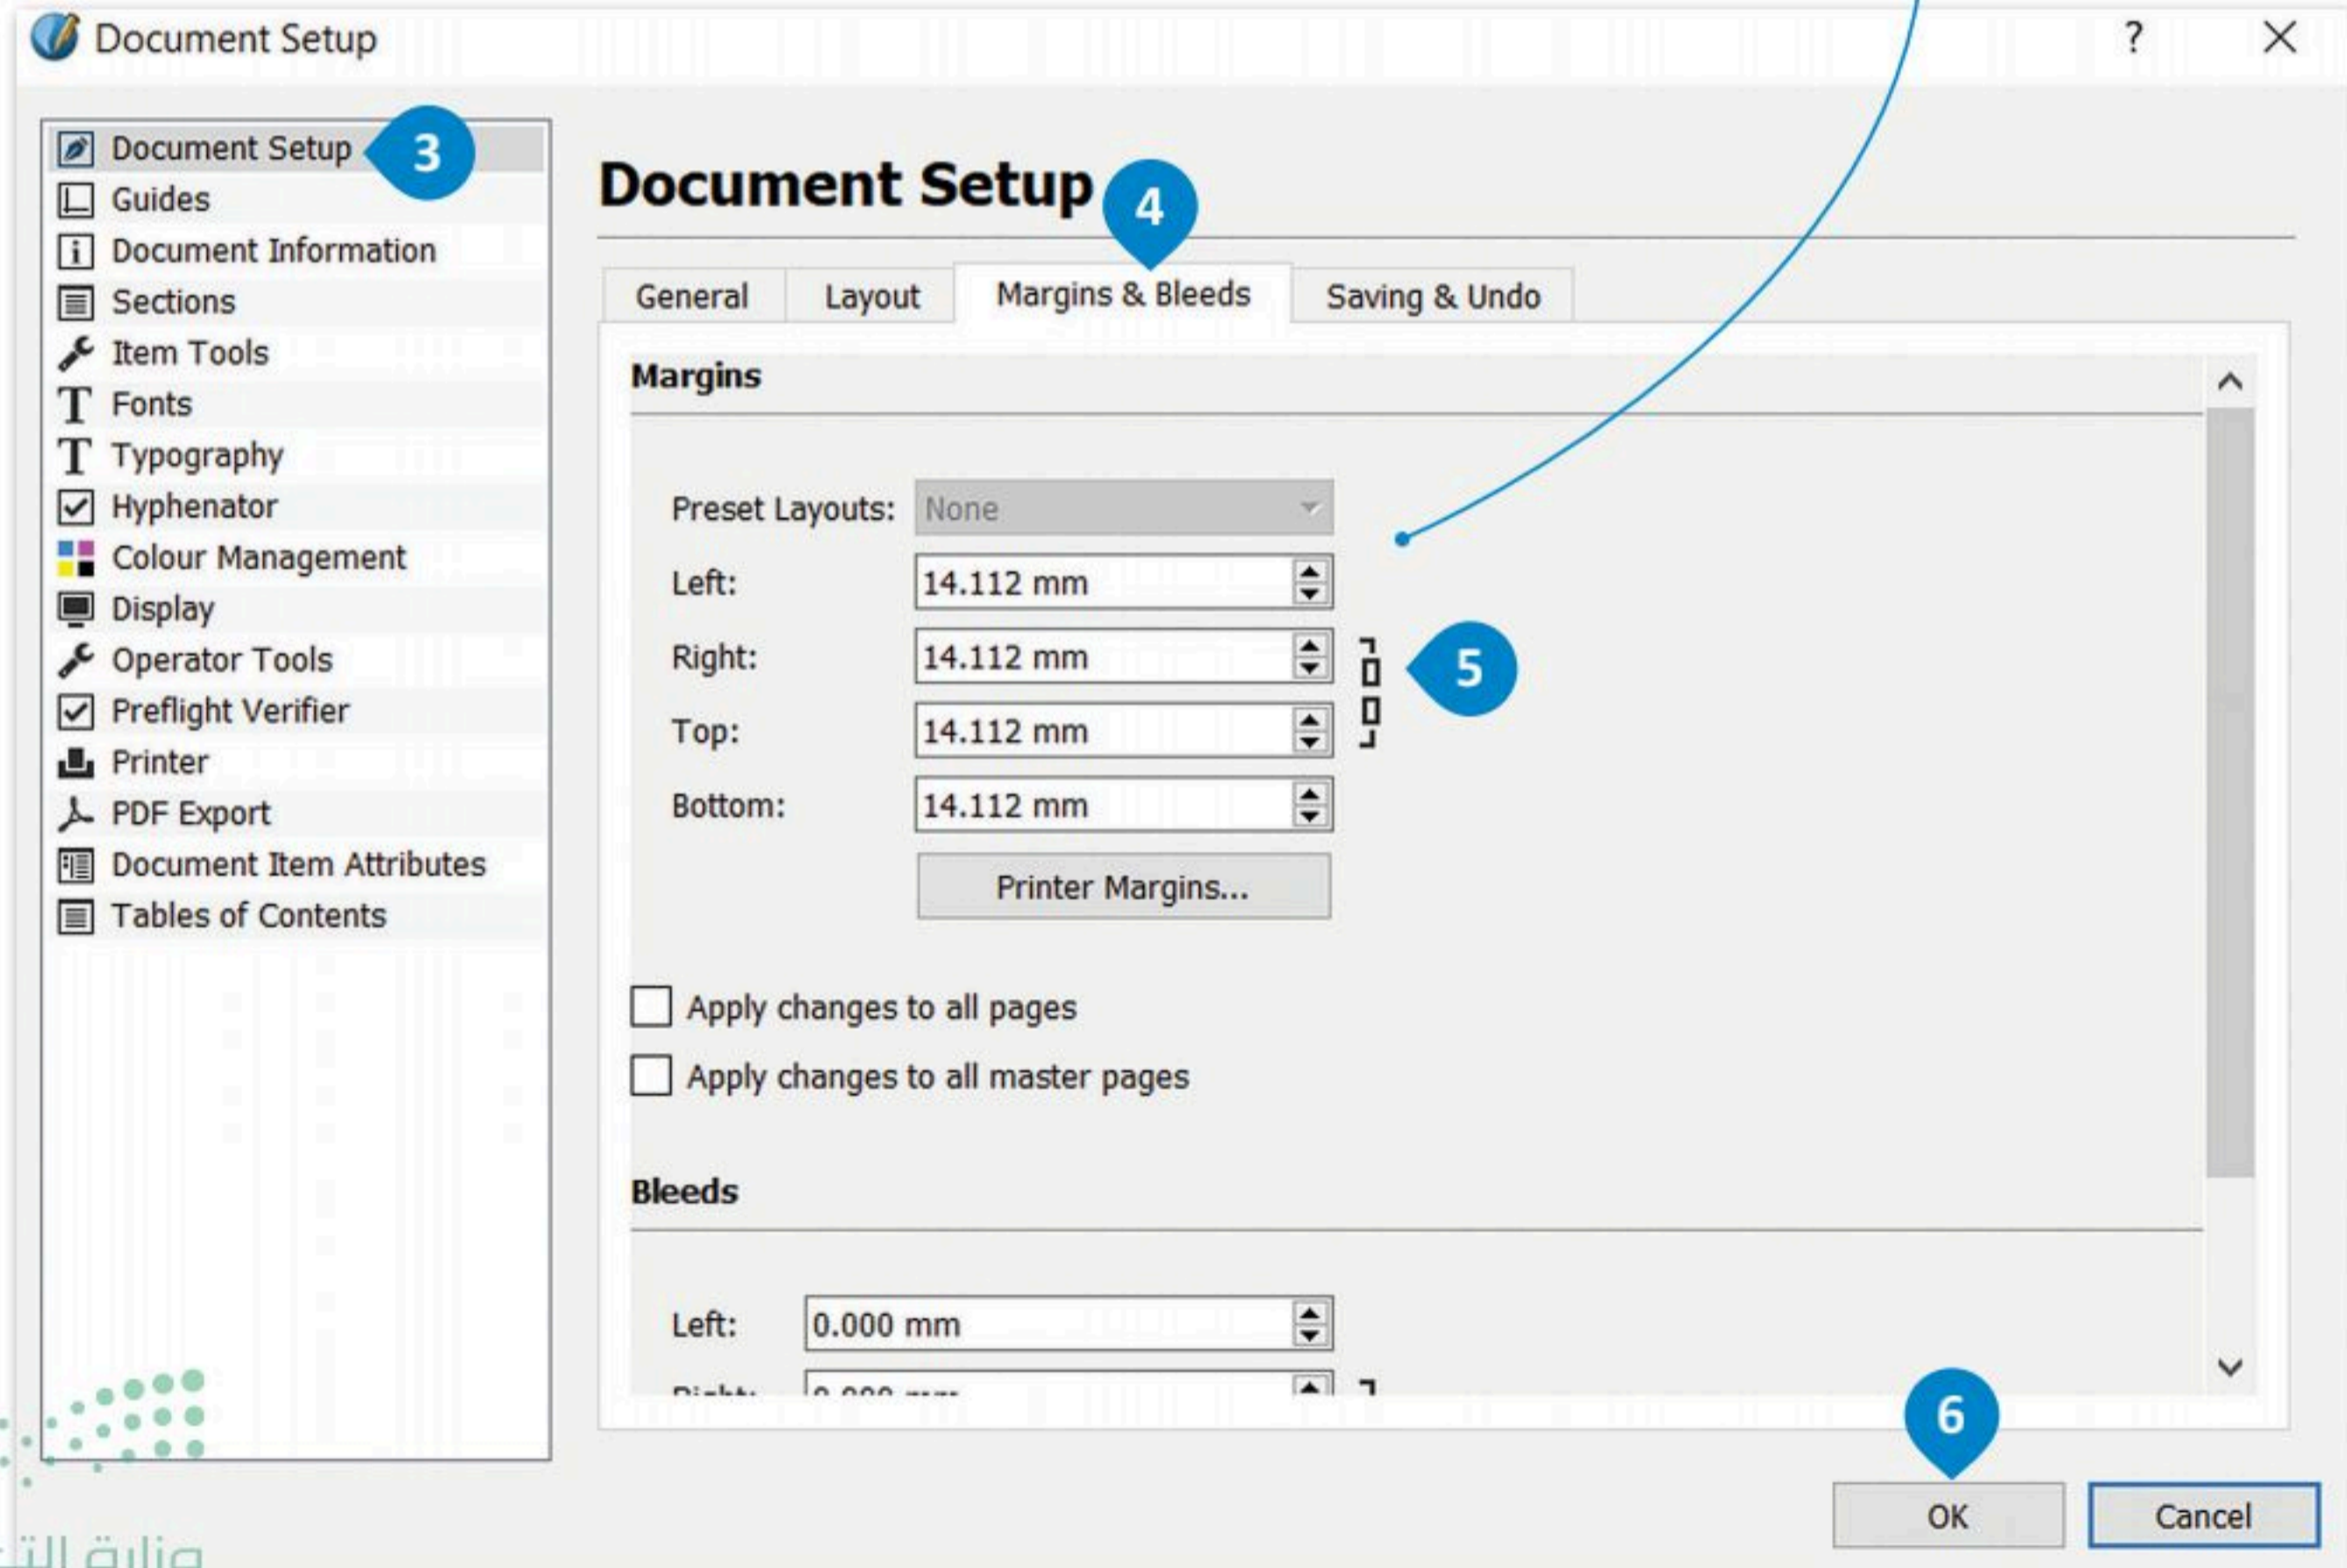 Document Setup
?
Document Setup
3
Guides
Document Information
Sections
Item Tools
Fonts
Typography
Hyphenator
Colour Management
Display
Operator Tools
Preflight Verifier
Printer
PDF Export
Document Item Attributes
Tables of Contents
Document Setup
4
General
Layout
Margins & Bleeds
Saving & Undo
Margins
Preset Layouts: None
Left: 14.112 mm
Right: 14.112 mm
5
Top: 14.112 mm
Bottom: 14.112 mm
Printer Margins...
Apply changes to all pages
Apply changes to all master pages
Bleeds
Left: 0.000 mm
6
OK
Cancel